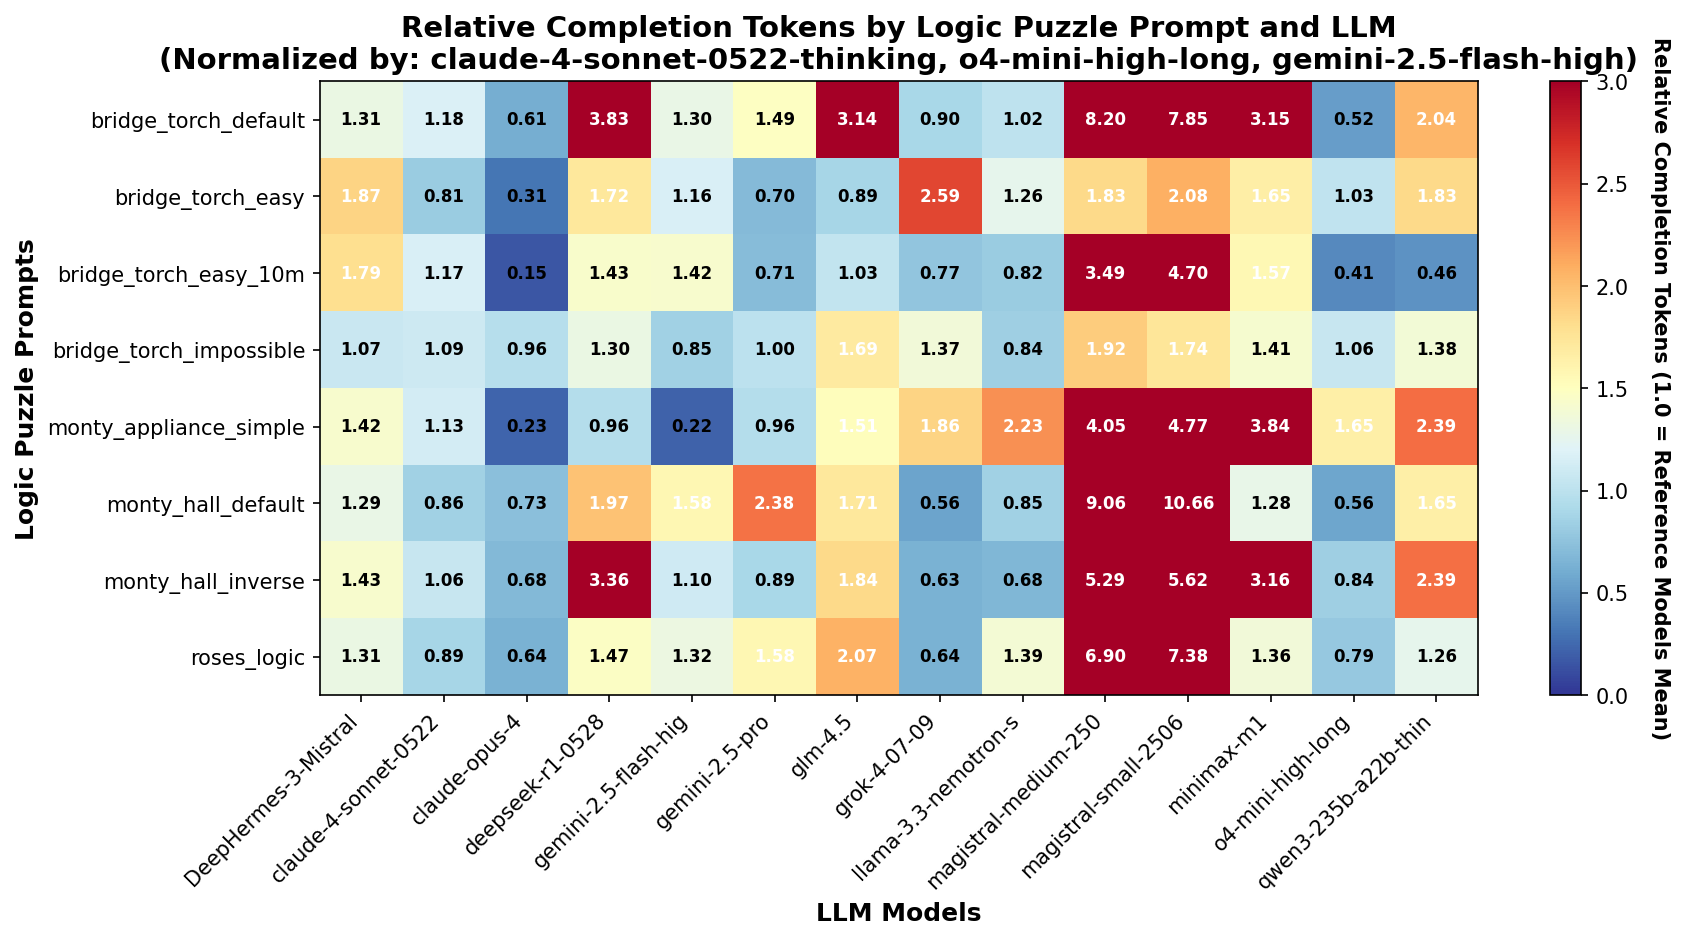 Relative Completion Tokens by Logic Puzzle Prompt and LLM
(Normalized by: claude-4-sonnet-0522-thinking, o4-mini-high-long, gemini-2.5-flash-high)
Logic Puzzle Prompts
bridge_torch_default 1.31 1.18 0.61 3.83 1.30 1.49 3.14 0.90 1.02 8.20 7.85 3.15 0.52 2.04
bridge_torch_easy 1.87 0.81 0.31 1.72 1.16 0.70 0.89 2.59 1.26 1.83 2.08 1.65 1.03 1.83
bridge_torch_easy_10m 1.79 1.17 0.15 1.43 1.42 0.71 1.03 0.77 0.82 3.49 4.70 1.57 0.41 0.46
bridge_torch_impossible 1.07 1.09 0.96 1.30 0.85 1.00 1.69 1.37 0.84 1.92 1.74 1.41 1.06 1.38
monty_appliance_simple 1.42 1.13 0.23 0.96 0.22 0.96 1.51 1.86 2.23 4.05 4.77 3.84 1.65 2.39
monty_hall_default 1.29 0.86 0.73 1.97 1.58 2.38 1.71 0.56 0.85 9.06 10.66 1.28 0.56 1.65
monty_hall_inverse 1.43 1.06 0.68 3.36 1.10 0.89 1.84 0.63 0.68 5.29 5.62 3.16 0.84 2.39
roses_logic 1.31 0.89 0.64 1.47 1.32 1.58 2.07 0.64 1.39 6.90 7.38 1.36 0.79 1.26
DeepHermes-3-Mistral
claude-4-sonnet-0522
claude-opus-4
deepseek-r1-0528
gemini-2.5-flash-hig
gemini-2.5-pro
glm-4.5
grok-4-07-09
llama-3.3-nemotron-s
magistral-medium-250
magistral-small-2506
minimax-m1
o4-mini-high-long
qwen3-235b-a22b-thin
LLM Models
3.0
2.5
2.0
1.5
1.0
0.5
0.0
Relative Completion Tokens (1.0 = Reference Models Mean)